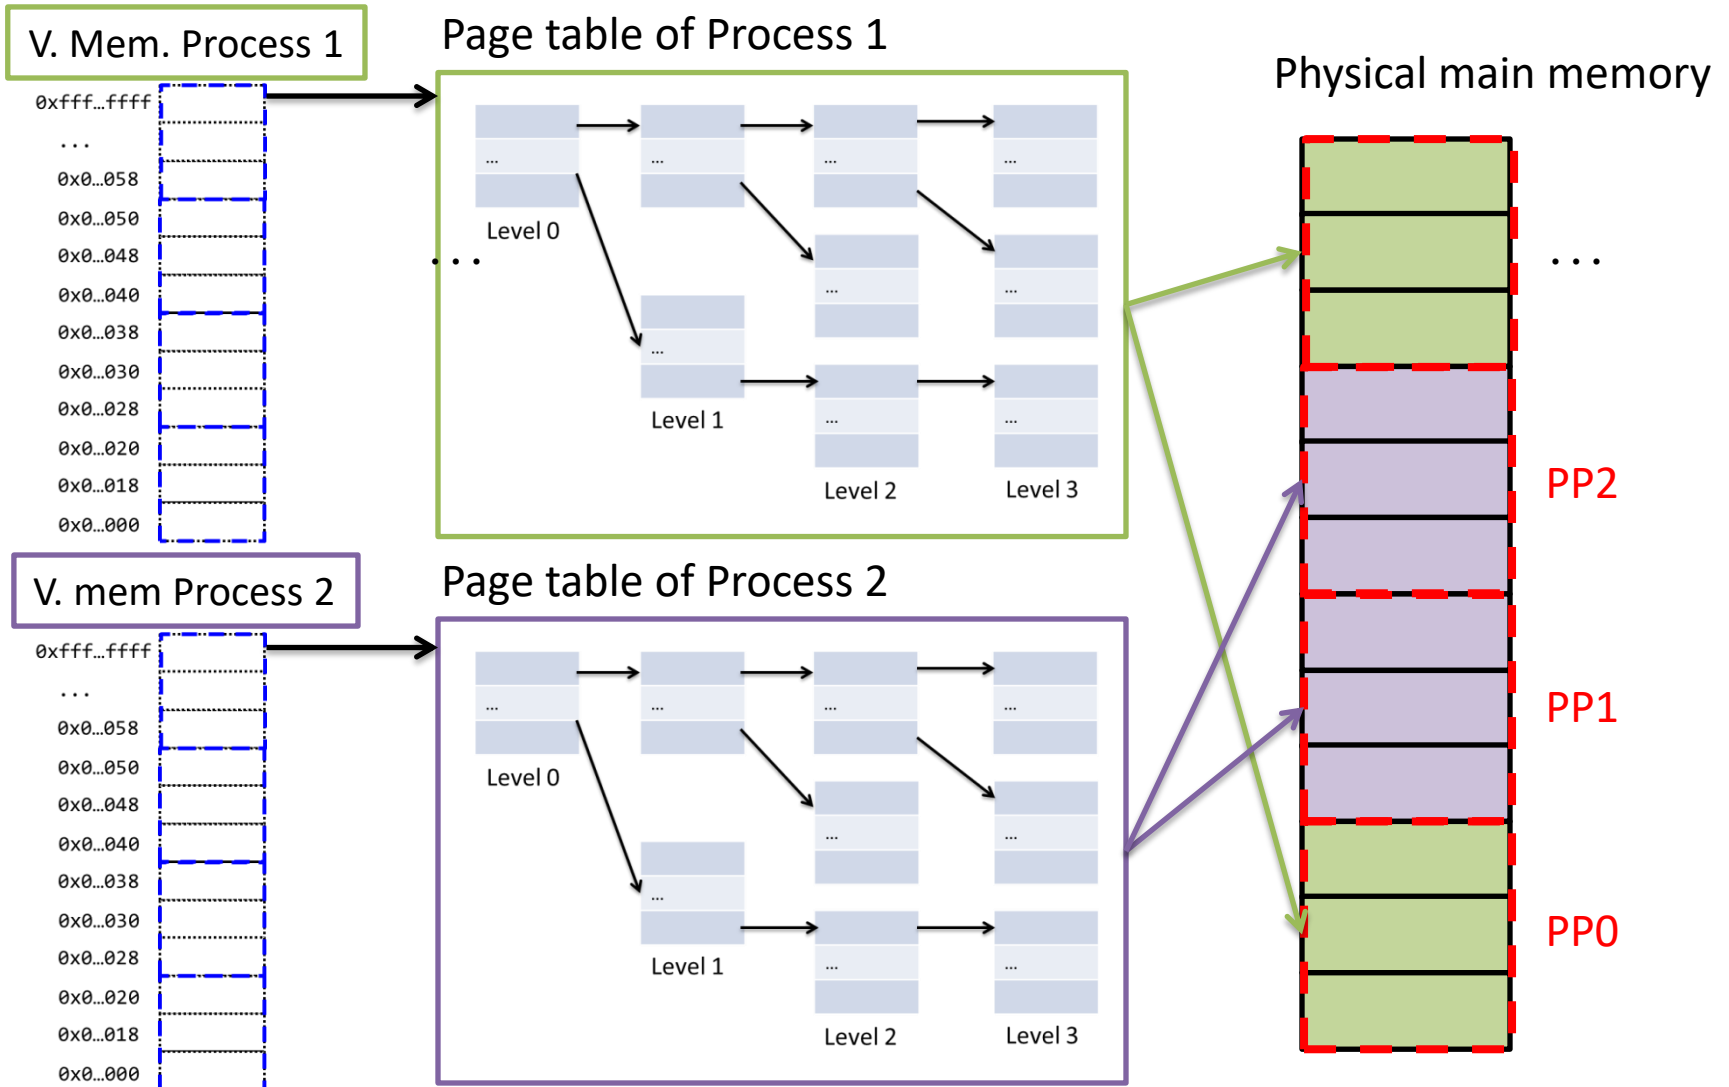 V. Mem. Process 1
0xfff…ffff
...
0x0…058
0x0…050
0x0…048
0x0…040
0x0…038
0x0…030
0x0…028
0x0…020
0x0…018
0x0…000
Page table of Process 1
...
...
...
...
Level 0
...
...
...
...
Level 1
...
...
Level 2
Level 3
V. mem Process 2
0xfff…ffff
...
0x0…058
0x0…050
0x0…048
0x0…040
0x0…038
0x0…030
0x0…028
0x0…020
0x0…018
0x0…000
Page table of Process 2
...
...
...
...
Level 0
...
...
...
Level 1
...
...
Level 2
Level 3
Physical main memory
...
PP2
PP1
PP0